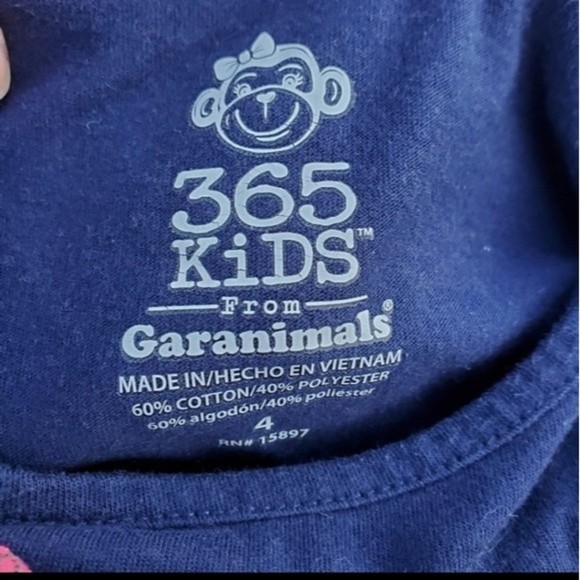 365
KiDS™
From
Garanimals®
MADE IN/HECHO EN VIETNAM
60% COTTON/40% POLYESTER
60% algodón/40% poliester
4
RN# 15897